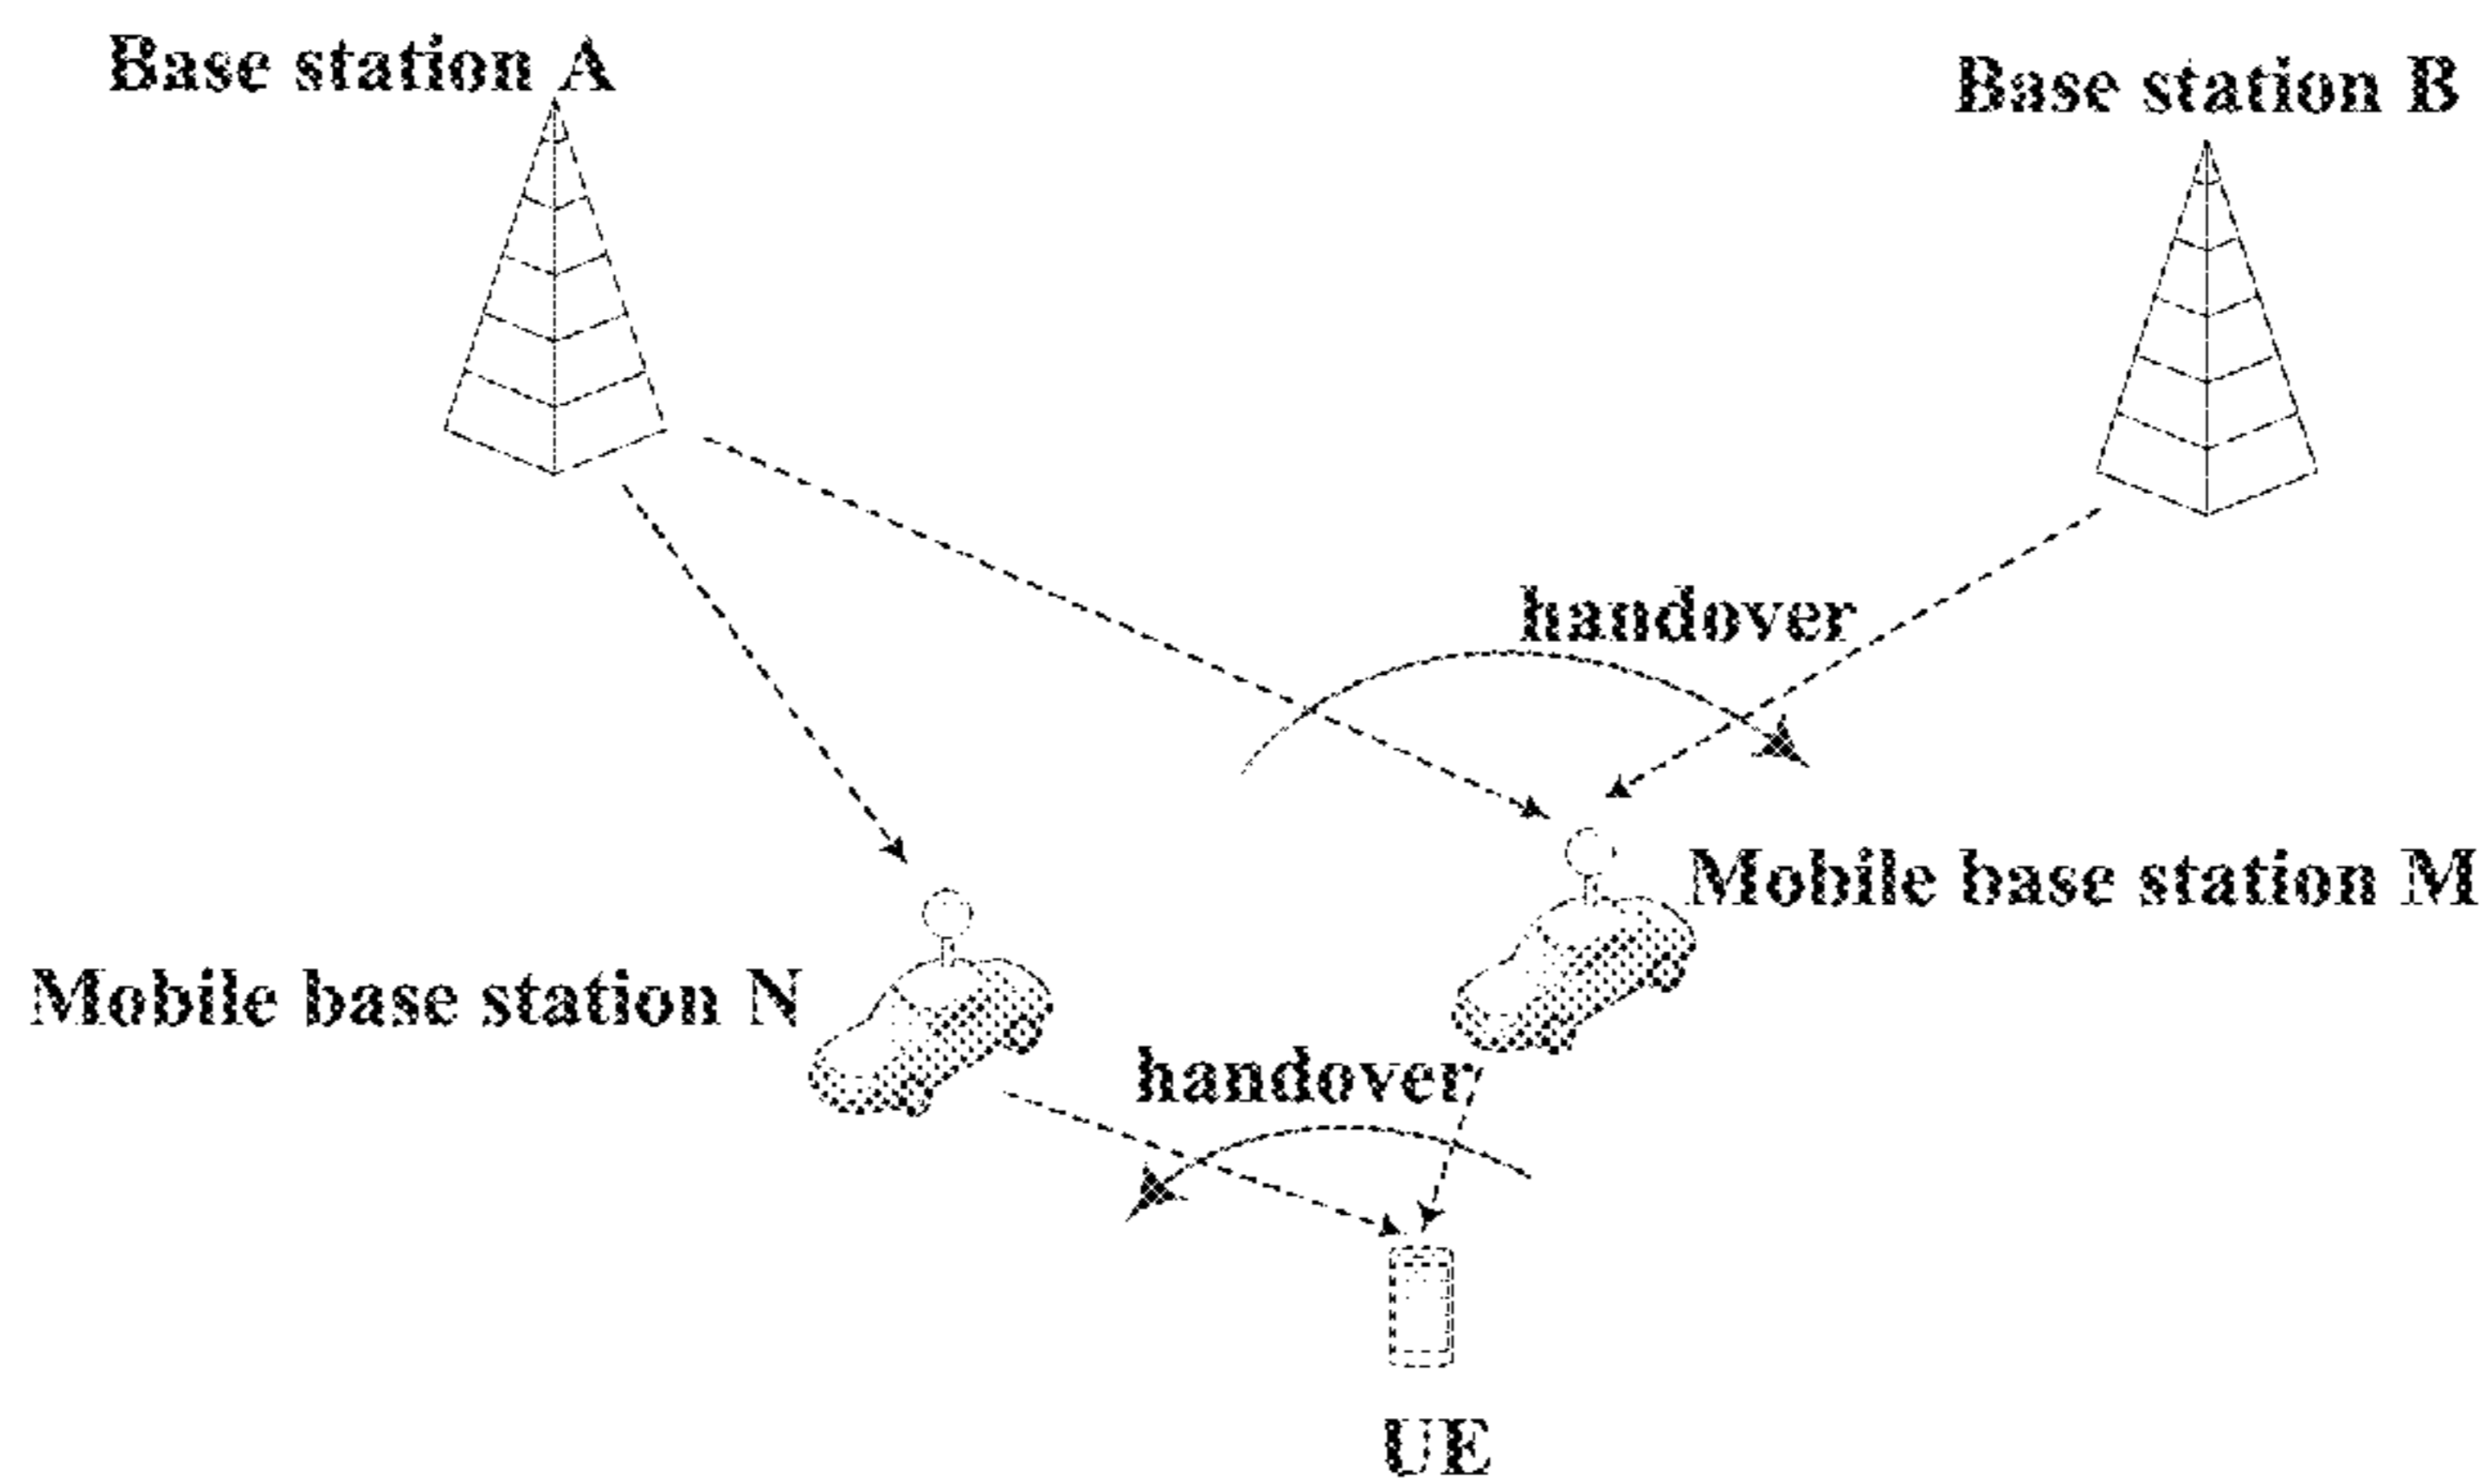 Base station A
Base station B
handover
Mobile base station M
Mobile base station N
handover
UE